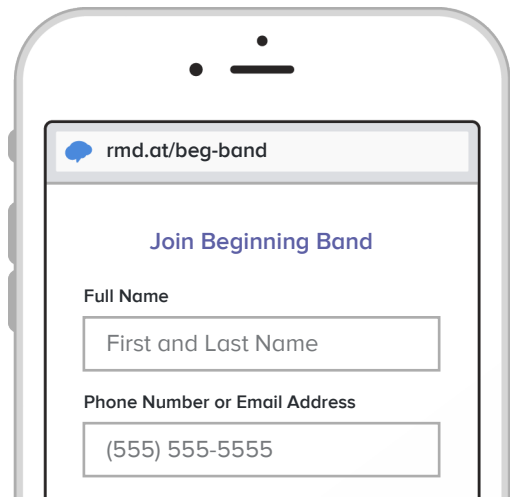 rmd.at/beg-band
Join Beginning Band
Full Name
First and Last Name
Phone Number or Email Address
(555) 555-5555